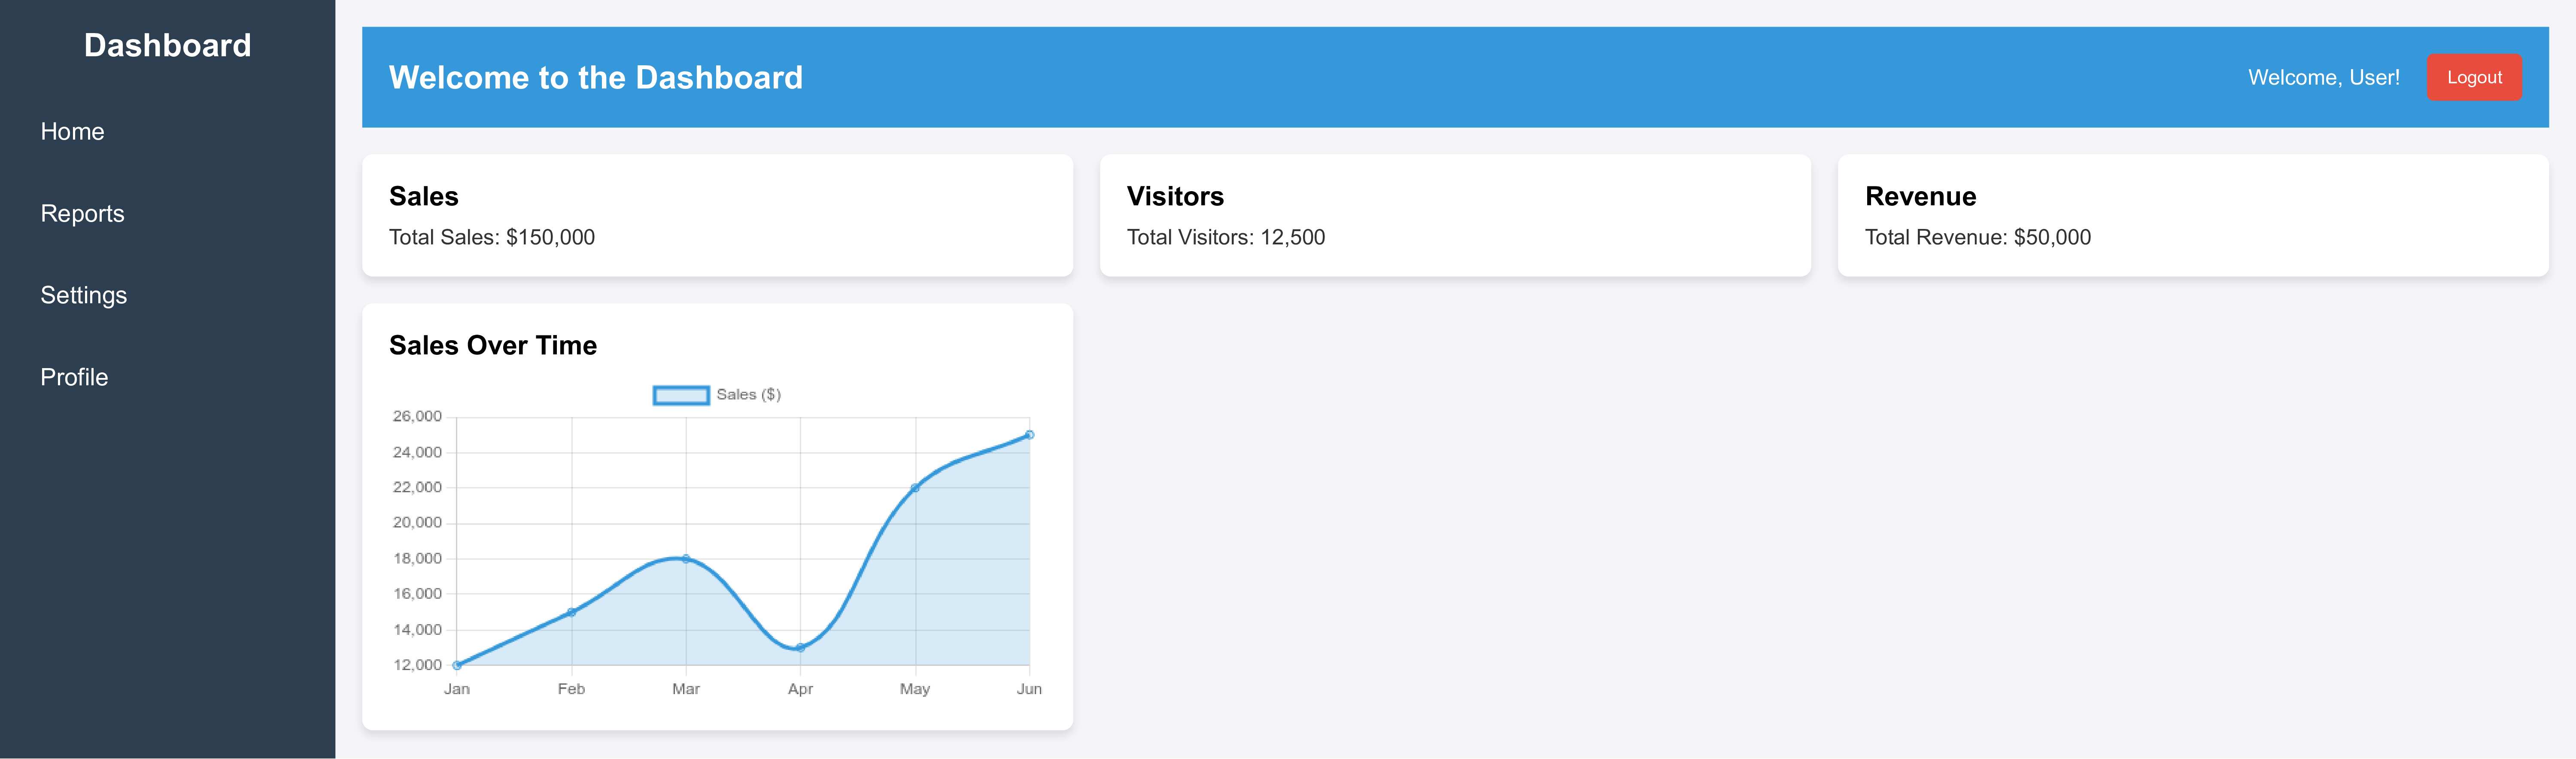 Dashboard
Home
Reports
Settings
Profile
Welcome to the Dashboard
Welcome, User!
Logout
Sales
Total Sales: $150,000
Visitors
Total Visitors: 12,500
Revenue
Total Revenue: $50,000
Sales Over Time
Sales ($)
26,000
24,000
22,000
20,000
18,000
16,000
14,000
12,000
Jan Feb Mar Apr May Jun